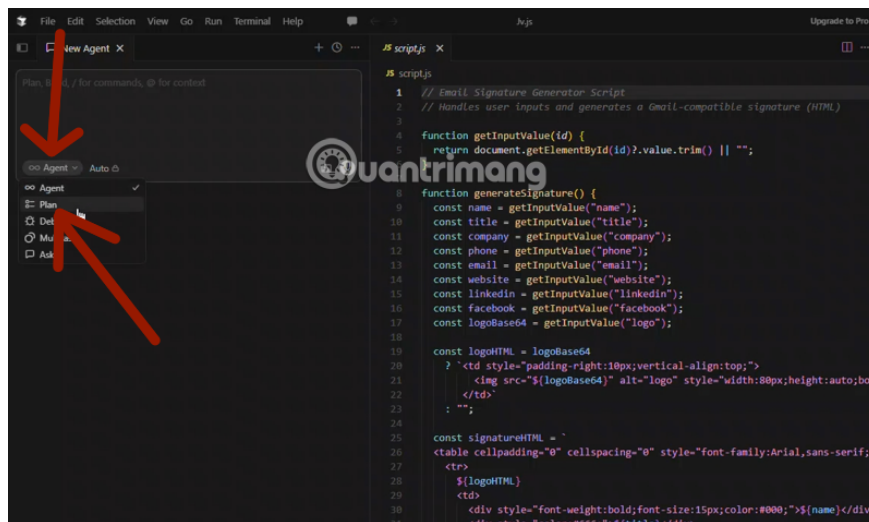 File Edit Selection View Go Run Terminal Help
Jv.js
Upgrade to Pro
New Agent
JS script.js
Plan, / for commands, @ for context
JS script.js
Agent
Auto
Agent
Plan
Ask
uantrimang
1 // Email Signature Generator Script
2 // Handles user inputs and generates a Gmail-compatible signature (HTML)
3
4 function getInputValue(id) {
5 return document.getElementById(id)?.value.trim() || "";
6 }
8 function generateSignature() {
9 const name = getInputValue("name");
10 const title = getInputValue("title");
11 const company = getInputValue("company");
12 const phone = getInputValue("phone");
13 const email = getInputValue("email");
14 const website = getInputValue("website");
15 const linkedin = getInputValue("linkedin");
16 const facebook = getInputValue("facebook");
17 const logoBase64 = getInputValue("logo");
18
19 const logoHTML = logoBase64
20 ? `<td style="padding-right:10px;vertical-align:top;">
21 <img src="${logoBase64}" alt="logo" style="width:80px;height:auto;bo
22 </td>`
23 : "";
24
25 const signatureHTML = `
26 <table cellpadding="0" cellspacing="0" style="font-family:Arial,sans-serif;
27 <tr>
28 ${logoHTML}
29 <td>
30 <div style="font-weight:bold;font-size:15px;color:#000;">${name}</div